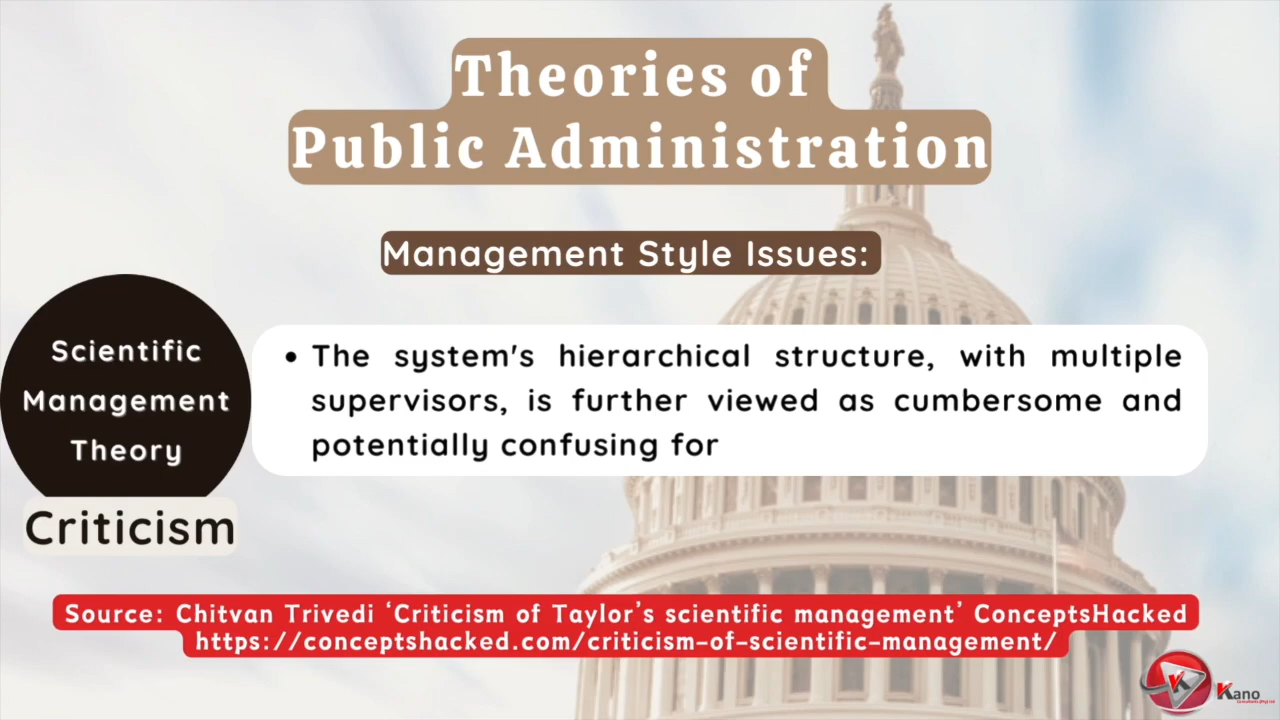 Theories of
Public Administration
Management Style Issues:
Scientific
Management
Theory
Criticism
• The system's hierarchical structure, with multiple
supervisors, is further viewed as cumbersome and
potentially confusing for
Source: Chitvan Trivedi ‘Criticism of Taylor’s scientific management’ ConceptsHacked
https://conceptshacked.com/criticism-of-scientific-management/
K Kano